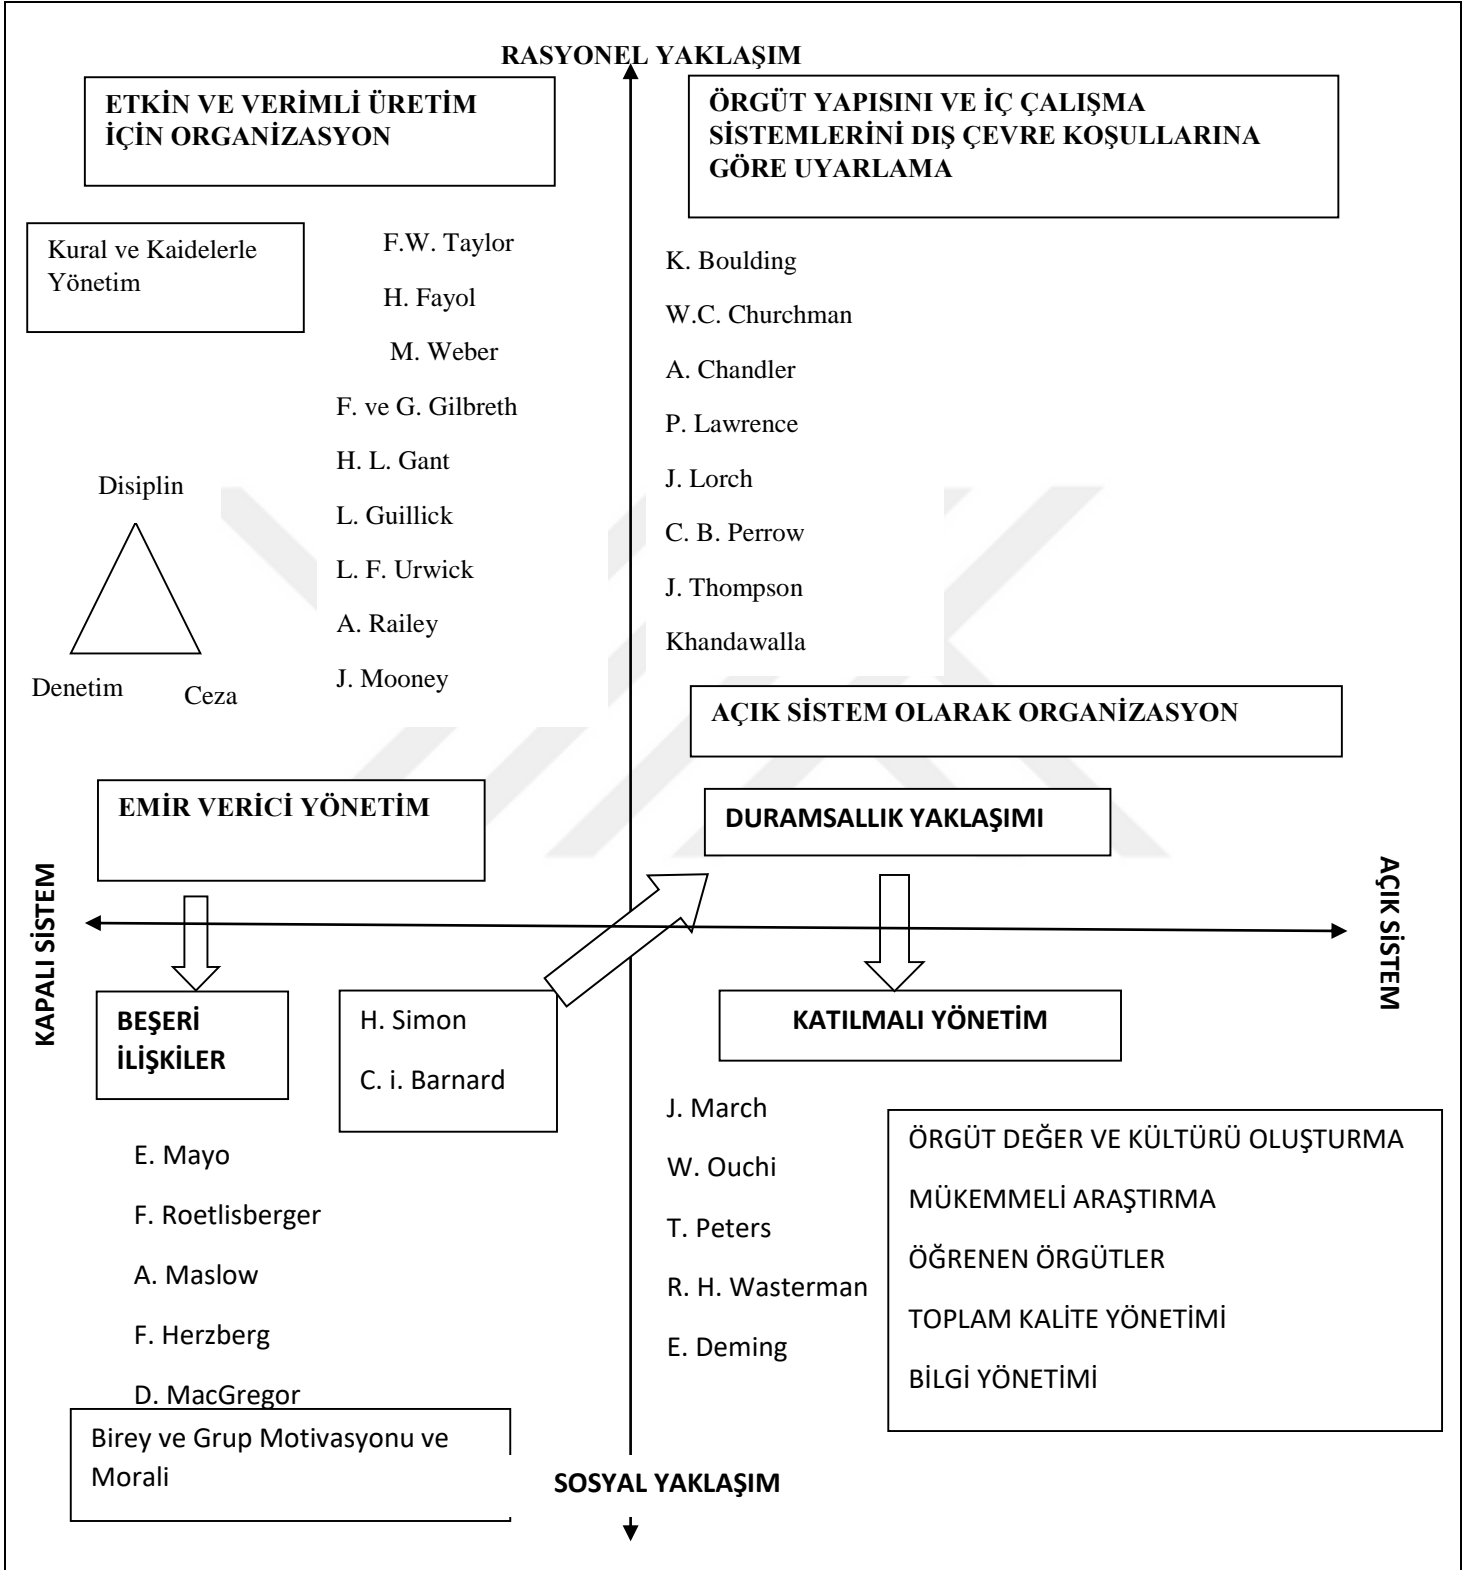 RASYONEL YAKLAŞIM
ETKİN VE VERİMLİ ÜRETİM
İÇİN ORGANİZASYON
ÖRGÜT YAPISINI VE İÇ ÇALIŞMA
SİSTEMLERİNİ DIŞ ÇEVRE KOŞULLARINA
GÖRE UYARLAMA
Kural ve Kaidelerle
Yönetim
F.W. Taylor
H. Fayol
M. Weber
F. ve G. Gilbreth
H. L. Gant
L. Guillick
L. F. Urwick
A. Railey
J. Mooney
Disiplin
Denetim
Ceza
K. Boulding
W.C. Churchman
A. Chandler
P. Lawrence
J. Lorch
C. B. Perrow
J. Thompson
Khandawalla
AÇIK SİSTEM OLARAK ORGANİZASYON
EMİR VERİCİ YÖNETİM
DURAMSALLIK YAKLAŞIMI
KAPALI SİSTEM
AÇIK SİSTEM
BEŞERİ
İLİŞKİLER
H. Simon
C. i. Barnard
KATILMALI YÖNETİM
E. Mayo
F. Roetlisberger
A. Maslow
F. Herzberg
D. MacGregor
Birey ve Grup Motivasyonu ve
Morali
J. March
W. Ouchi
T. Peters
R. H. Wasterman
E. Deming
ÖRGÜT DEĞER VE KÜLTÜRÜ OLUŞTURMA
MÜKEMMELİ ARAŞTIRMA
ÖĞRENEN ÖRGÜTLER
TOPLAM KALİTE YÖNETİMİ
BİLGİ YÖNETİMİ
SOSYAL YAKLAŞIM